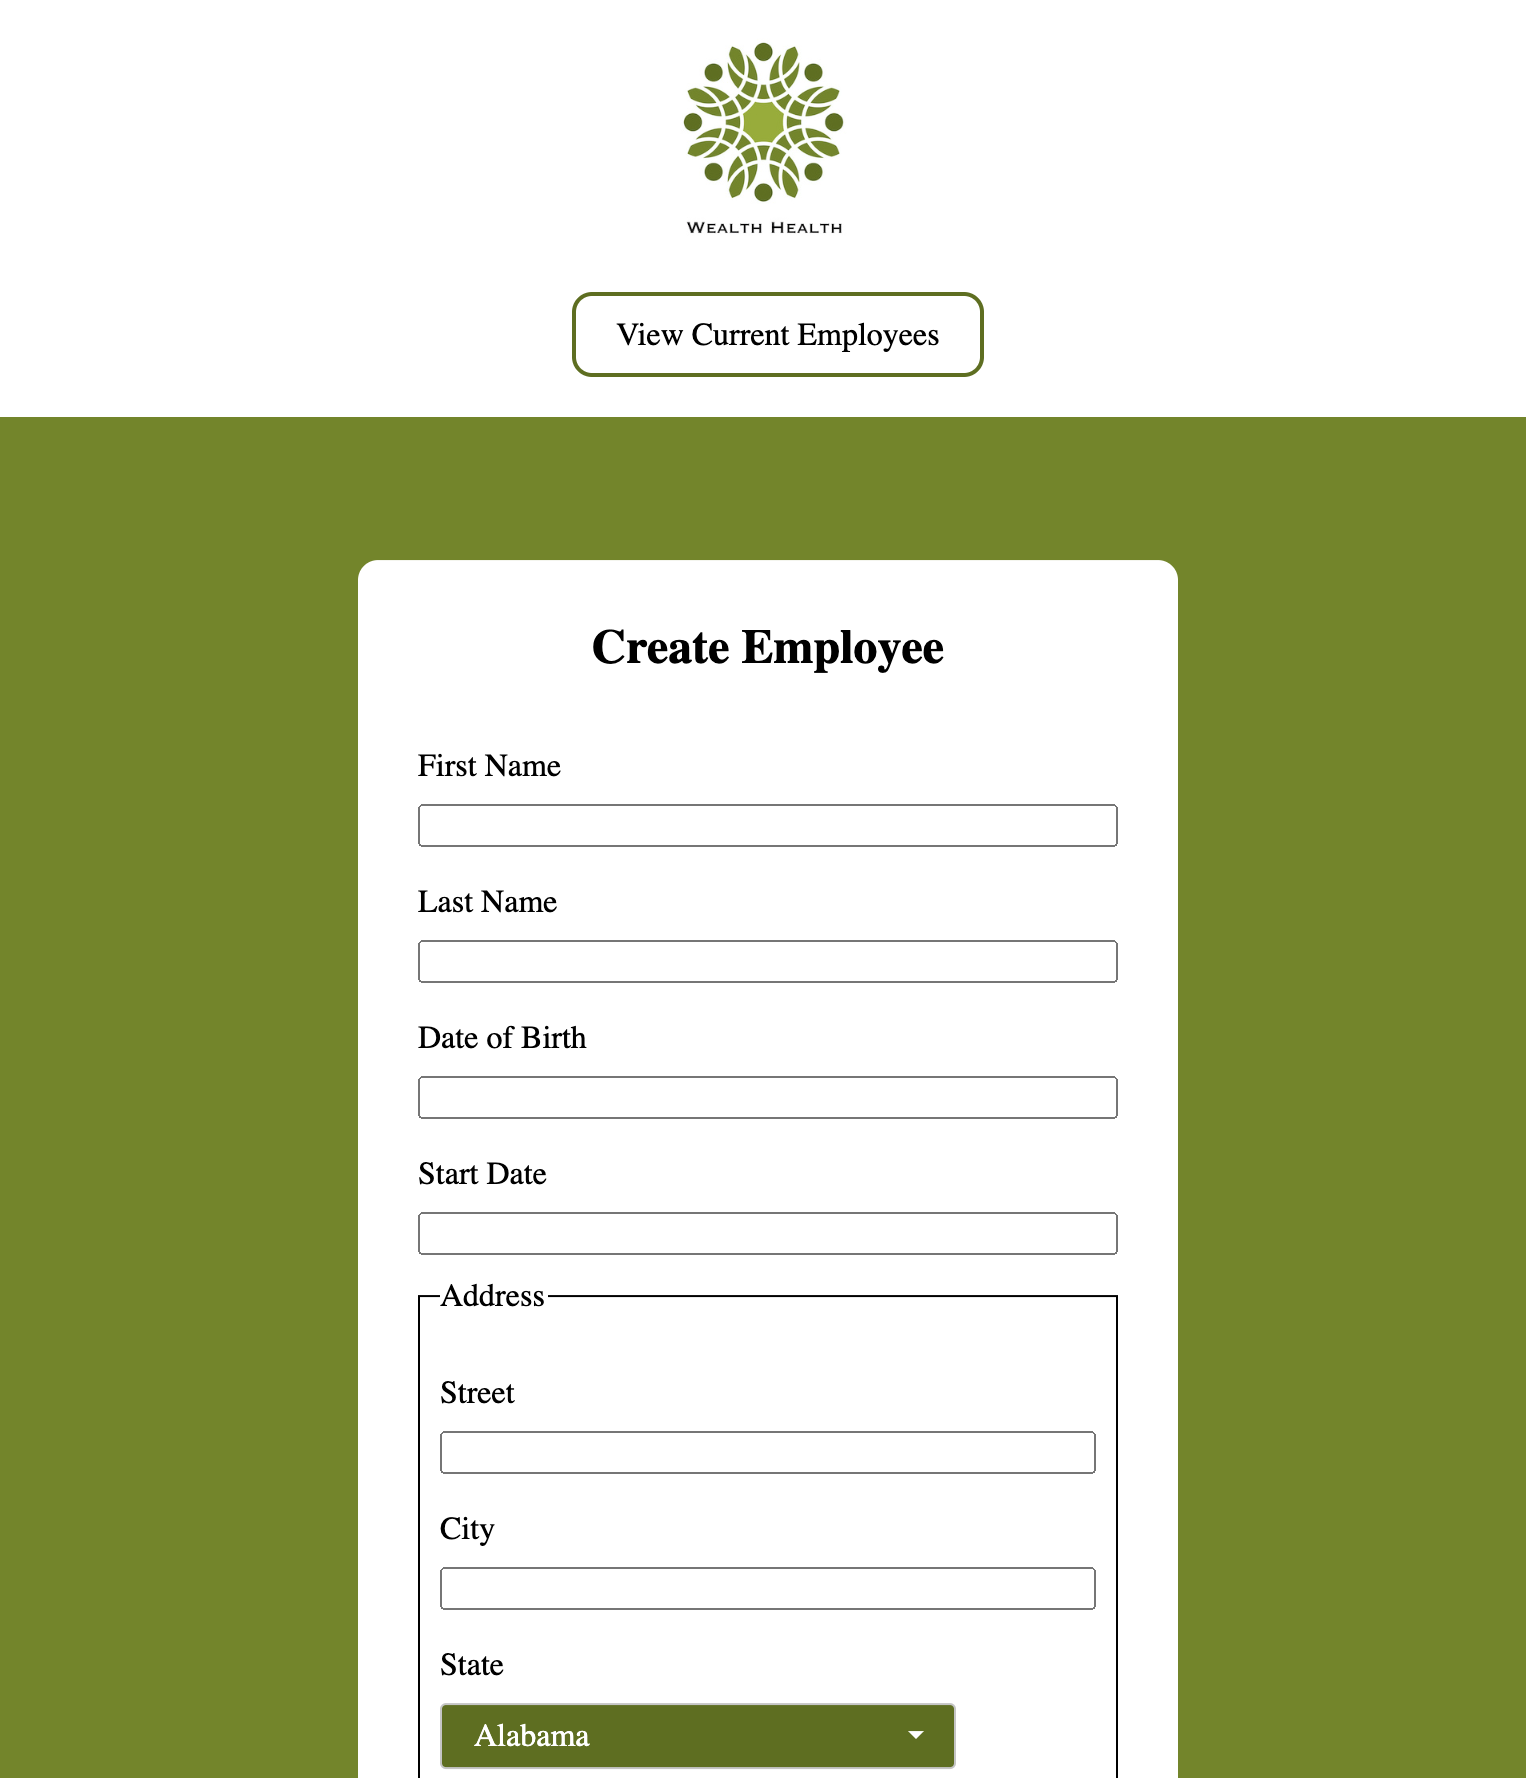 Wealth Health
View Current Employees
Create Employee
First Name
Last Name
Date of Birth
Start Date
Address
Street
City
State
Alabama